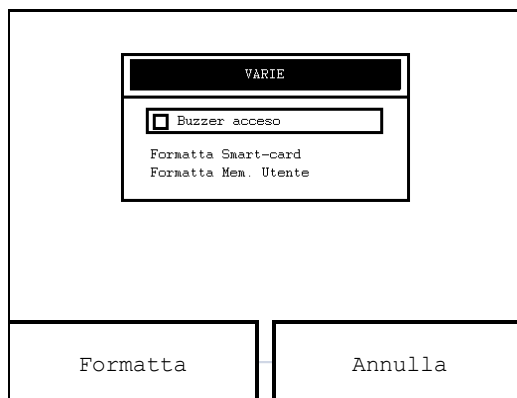 VARIE
Buzzer acceso
Formatta Smart-card
Formatta Mem. Utente
Formatta
Annulla